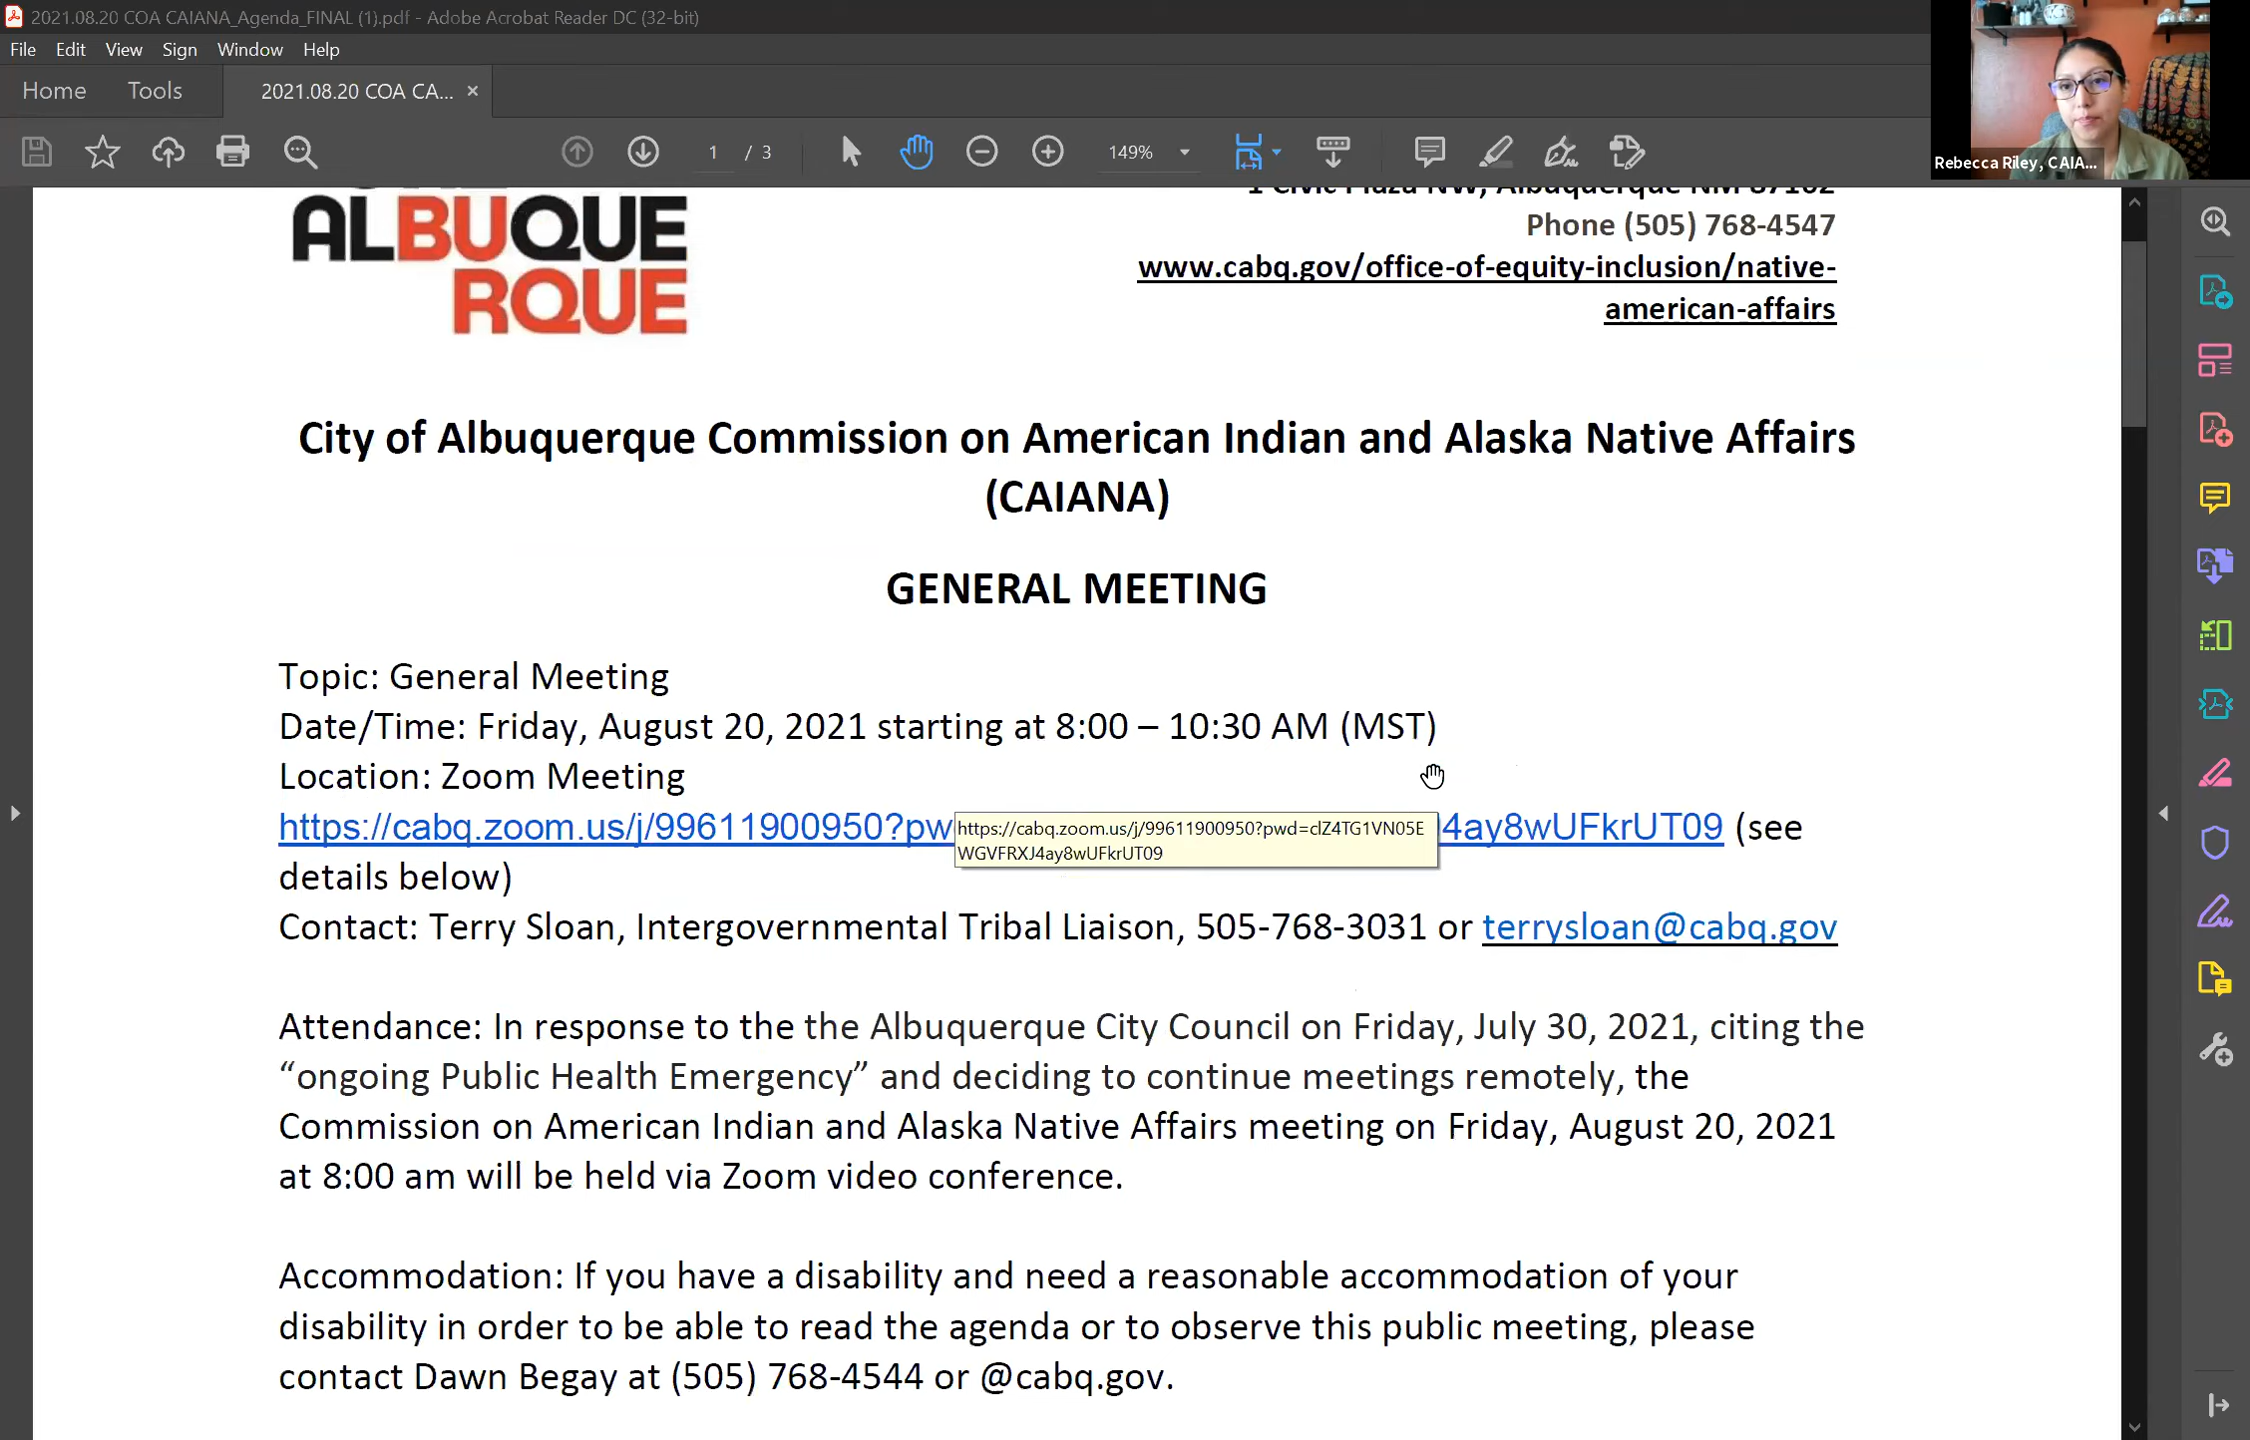 2021.08.20 COA CAIANA_Agenda_FINAL (1).pdf - Adobe Acrobat Reader DC (32-bit)
File Edit View Sign Window Help
Home Tools 2021.08.20 COA CA... ×
1 / 3 149%
Rebecca Riley, CAIA...
ALBUQUE
RQUE
1 Civic Plaza NW, Albuquerque NM 87102
Phone (505) 768-4547
www.cabq.gov/office-of-equity-inclusion/native-
american-affairs
City of Albuquerque Commission on American Indian and Alaska Native Affairs
(CAIANA)
GENERAL MEETING
Topic: General Meeting
Date/Time: Friday, August 20, 2021 starting at 8:00 – 10:30 AM (MST)
Location: Zoom Meeting
https://cabq.zoom.us/j/99611900950?pw 4ay8wUFkrUT09 (see
https://cabq.zoom.us/j/99611900950?pwd=clZ4TG1VN05E
WGVFRXJ4ay8wUFkrUT09
details below)
Contact: Terry Sloan, Intergovernmental Tribal Liaison, 505-768-3031 or terrysloan@cabq.gov
Attendance: In response to the the Albuquerque City Council on Friday, July 30, 2021, citing the
“ongoing Public Health Emergency” and deciding to continue meetings remotely, the
Commission on American Indian and Alaska Native Affairs meeting on Friday, August 20, 2021
at 8:00 am will be held via Zoom video conference.
Accommodation: If you have a disability and need a reasonable accommodation of your
disability in order to be able to read the agenda or to observe this public meeting, please
contact Dawn Begay at (505) 768-4544 or @cabq.gov.